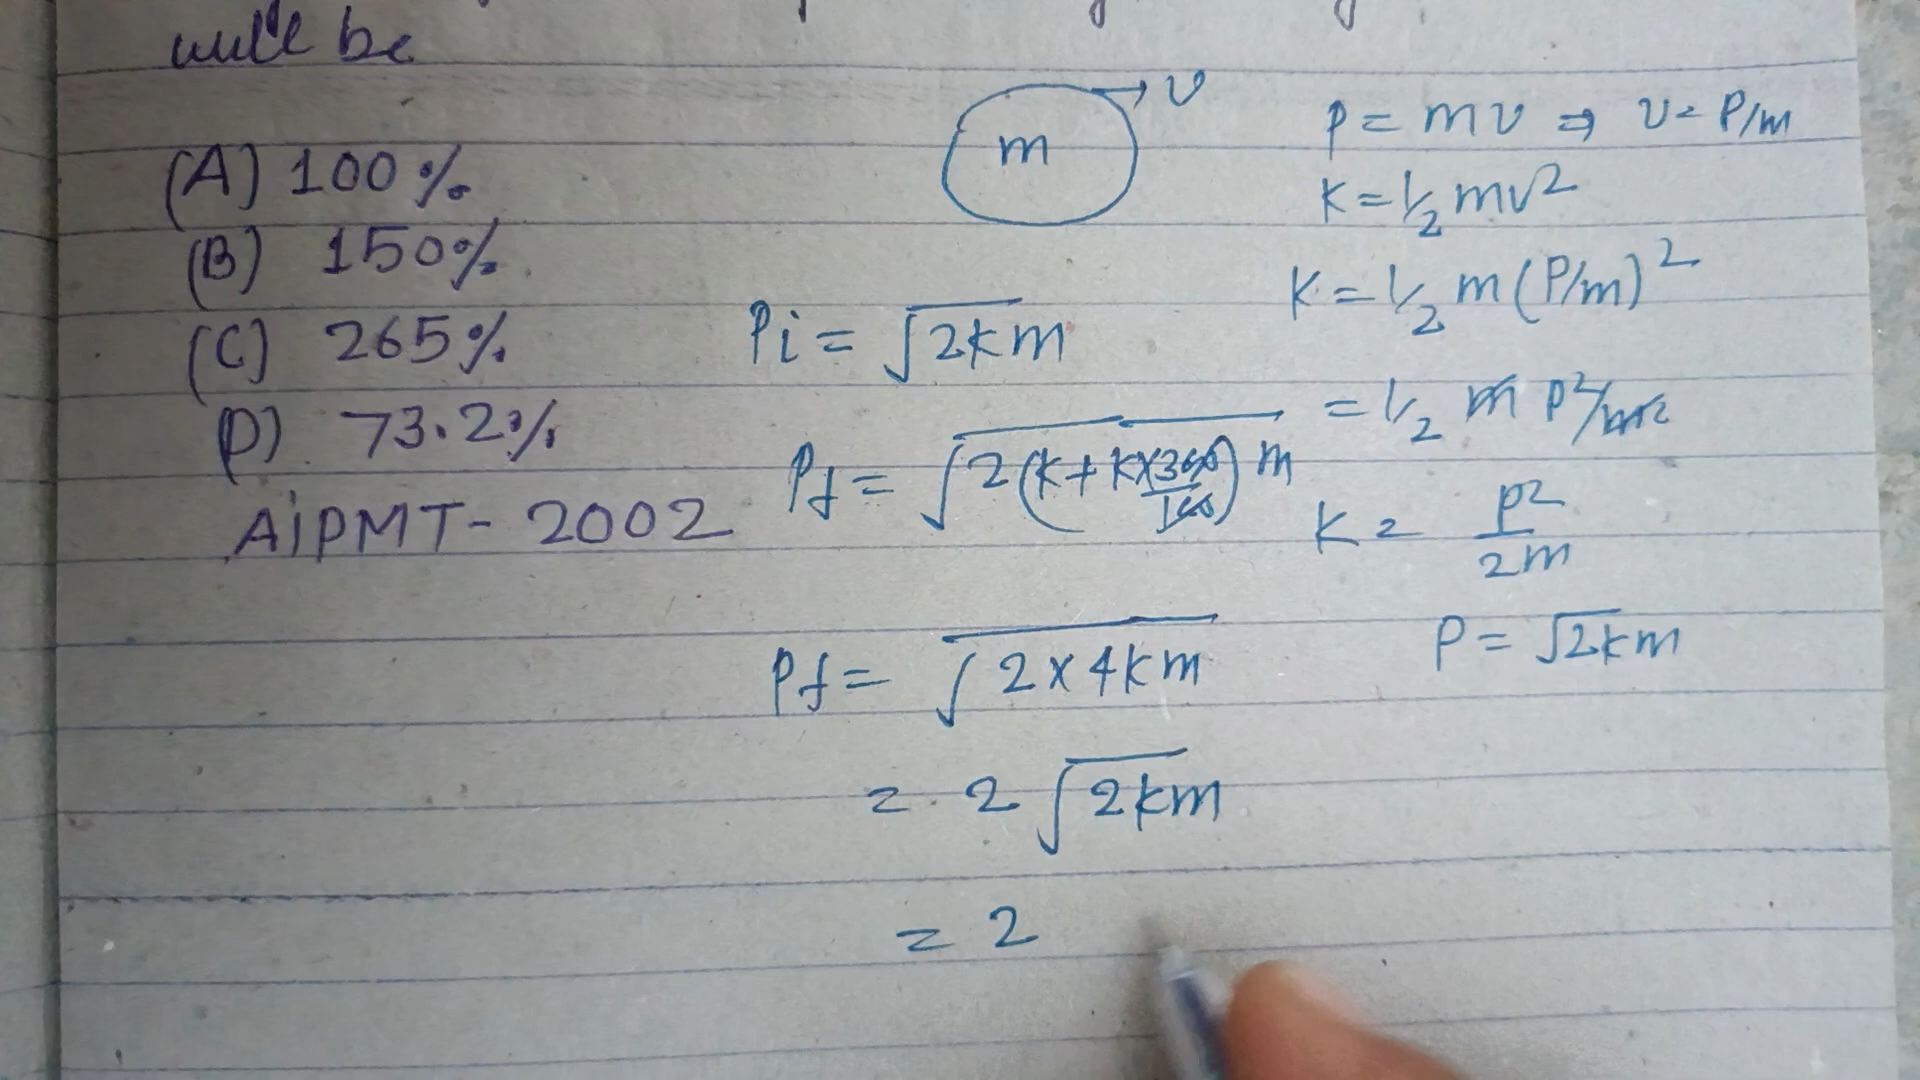 will be
(A) 100%
(B) 150%
(C) 265%
D) 73.2%
AiPMT- 2002
m → v
Pi = √2km
Pf = √2(k+k×300/100)m
Pf = √2×4km
= 2√2km
= 2
P = mv ⇒ v= P/m
K=1/2 mv²
K=1/2 m(P/m)²
= 1/2 m p²/m²
K= p²/2m
P = √2km